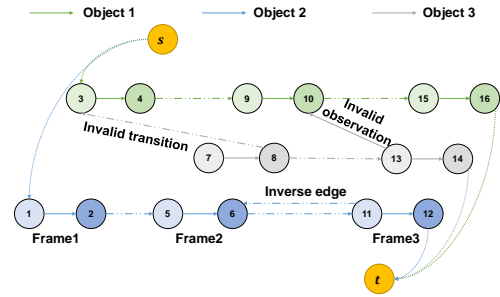 Object 1 Object 2 Object 3
s
3 4 9 10 15 16
Invalid observation
Invalid transition
7 8 13 14
Inverse edge
1 2 5 6 11 12
Frame1 Frame2 Frame3
t